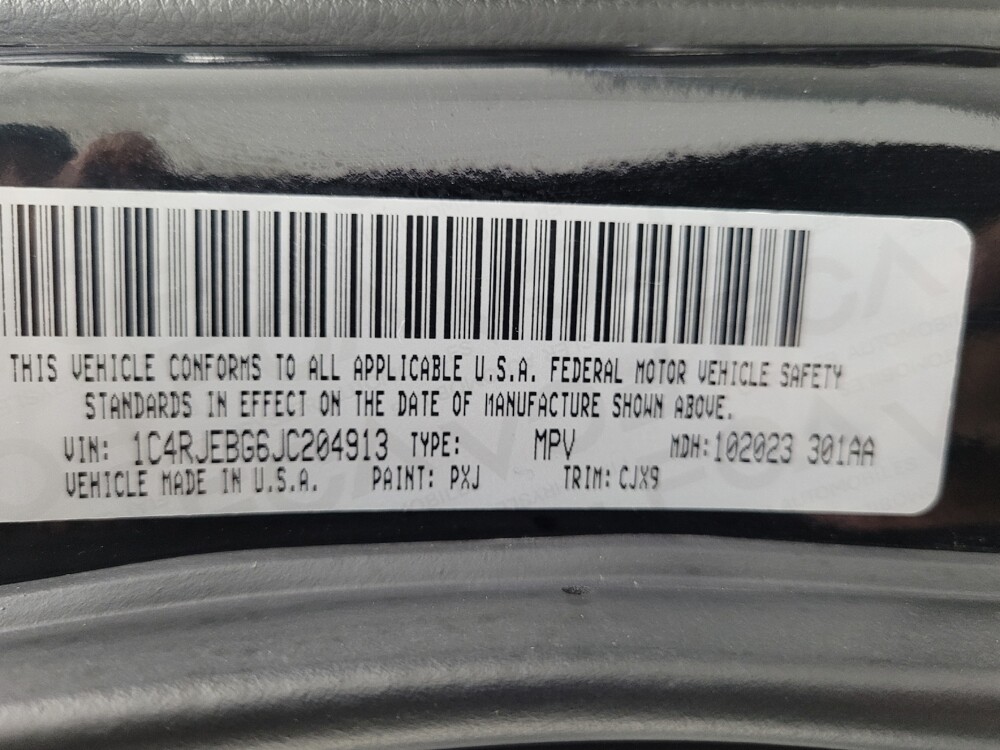 THIS VEHICLE CONFORMS TO ALL APPLICABLE U.S.A. FEDERAL MOTOR VEHICLE SAFETY
STANDARDS IN EFFECT ON THE DATE OF MANUFACTURE SHOWN ABOVE.
VIN: 1C4RJEBG6JC204913 TYPE: MPV MDH:102023 301AA
VEHICLE MADE IN U.S.A. PAINT: PXJ TRIM: CJX9